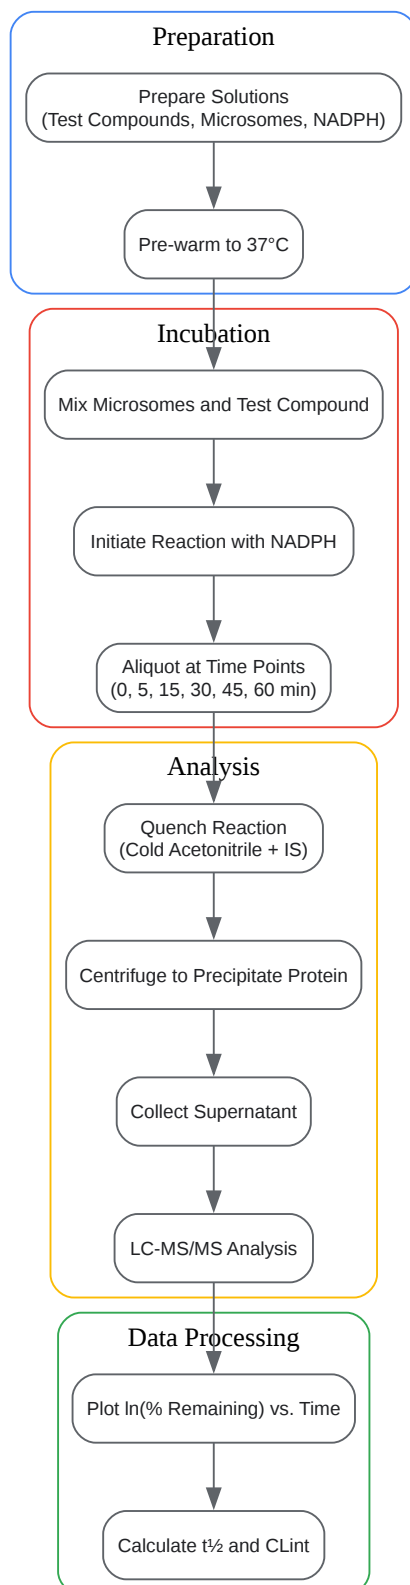 Preparation
Prepare Solutions
(Test Compounds, Microsomes, NADPH)
Pre-warm to 37°C
Incubation
Mix Microsomes and Test Compound
Initiate Reaction with NADPH
Aliquot at Time Points
(0, 5, 15, 30, 45, 60 min)
Analysis
Quench Reaction
(Cold Acetonitrile + IS)
Centrifuge to Precipitate Protein
Collect Supernatant
LC-MS/MS Analysis
Data Processing
Plot ln(% Remaining) vs. Time
Calculate t½ and CLint